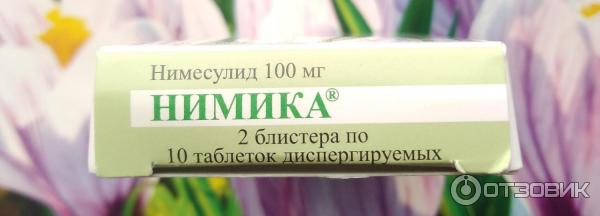 Нимесулид 100 мг
НИМИКА®
2 блистера по
10 таблеток диспергируемых
ОТЗОВИК